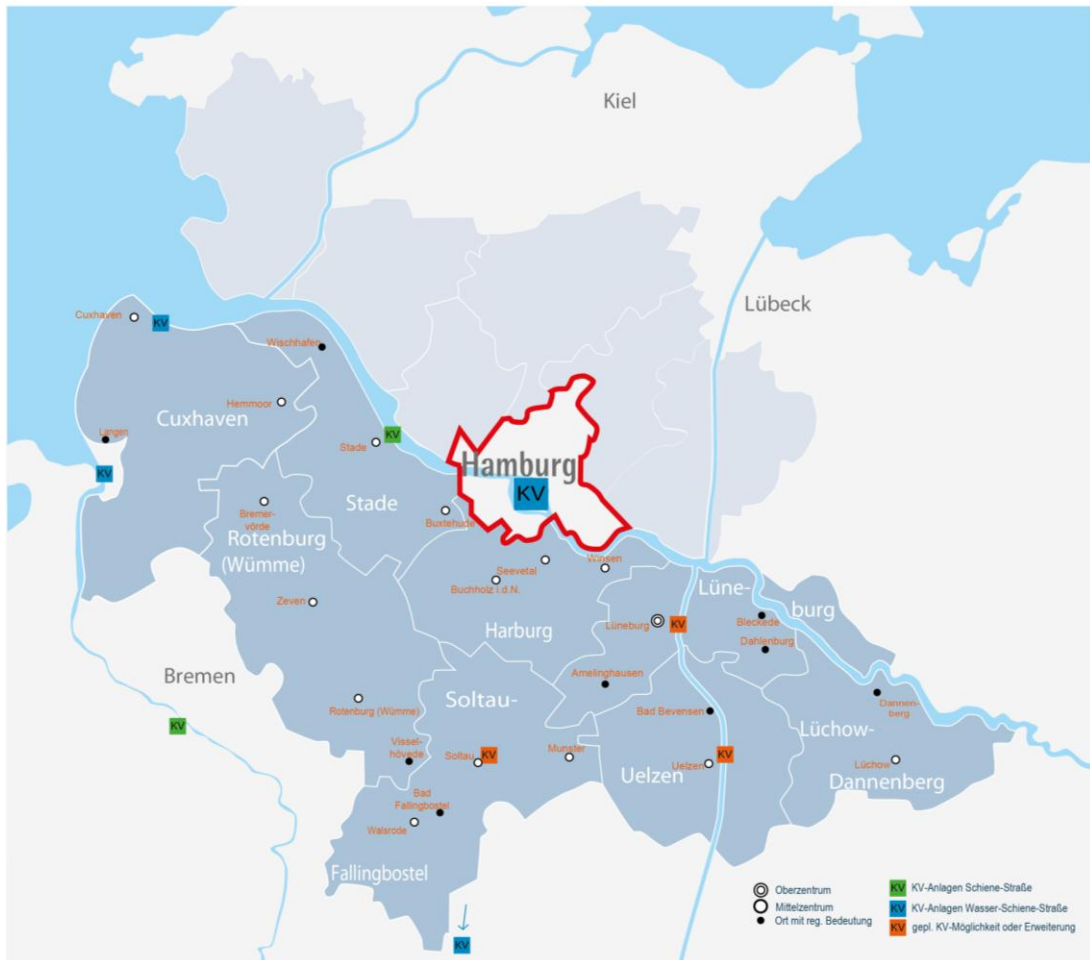 Kiel
Lübeck
Cuxhaven
KV
Wischhafen
Hemmoor
Cuxhaven
Langen
KV
Stade
KV
Hamburg
KV
Stade
Bremer-
vörde
Buxtehude
Rotenburg
(Wümme)
Seevetal
Winsen
Buchholz i.d.N.
Zeven
Harburg
Lüneburg
KV
Lüne-
burg
Bleckede
Dahlenburg
Bremen
KV
Amelinghausen
Soltau-
Rotenburg (Wümme)
Bad Bevensen
Dannen-
berg
Lüchow-
Dannenberg
Lüchow
Vissel-
hövede
Soltau
KV
Munster
Uelzen
Uelzen
KV
Bad
Fallingbostel
Walsrode
Fallingbostel
KV
Oberzentrum
Mittelzentrum
Ort mit reg. Bedeutung
KV KV-Anlagen Schiene-Straße
KV KV-Anlagen Wasser-Schiene-Straße
KV gepl. KV-Möglichkeit oder Erweiterung